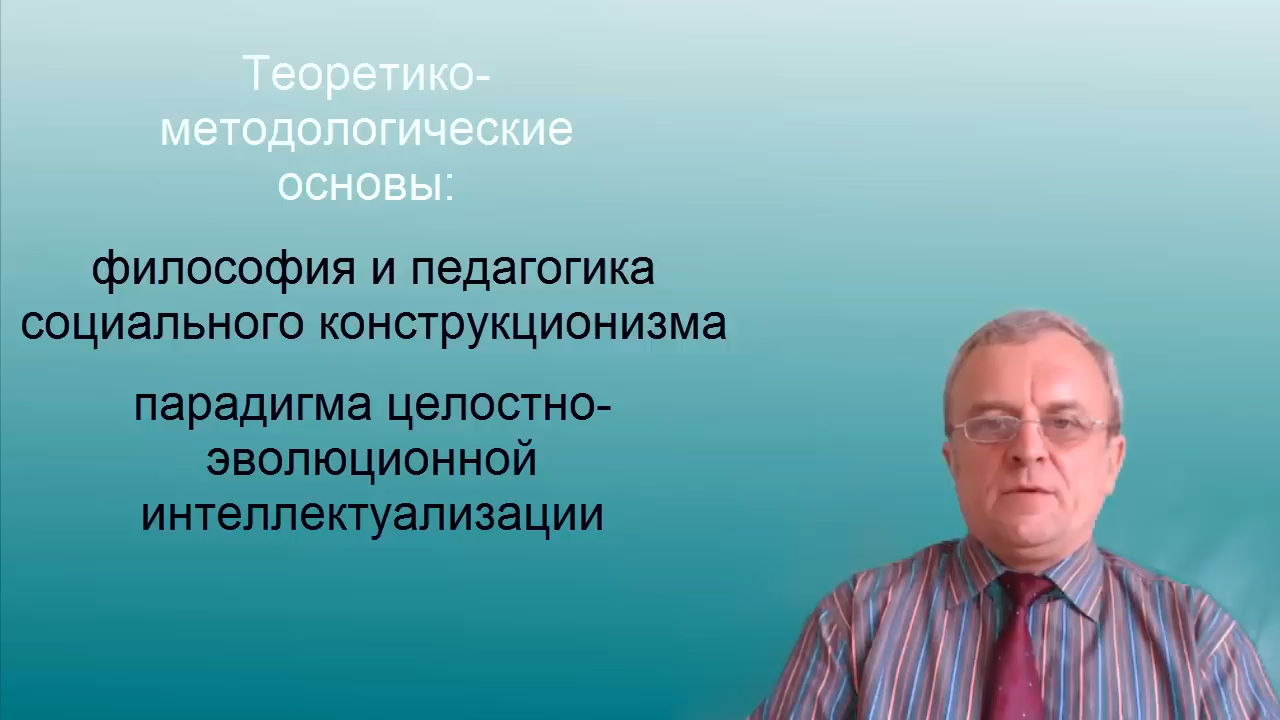 Теоретико-
методологические
основы:
философия и педагогика
социального конструкционизма
парадигма целостно-
эволюционной
интеллектуализации